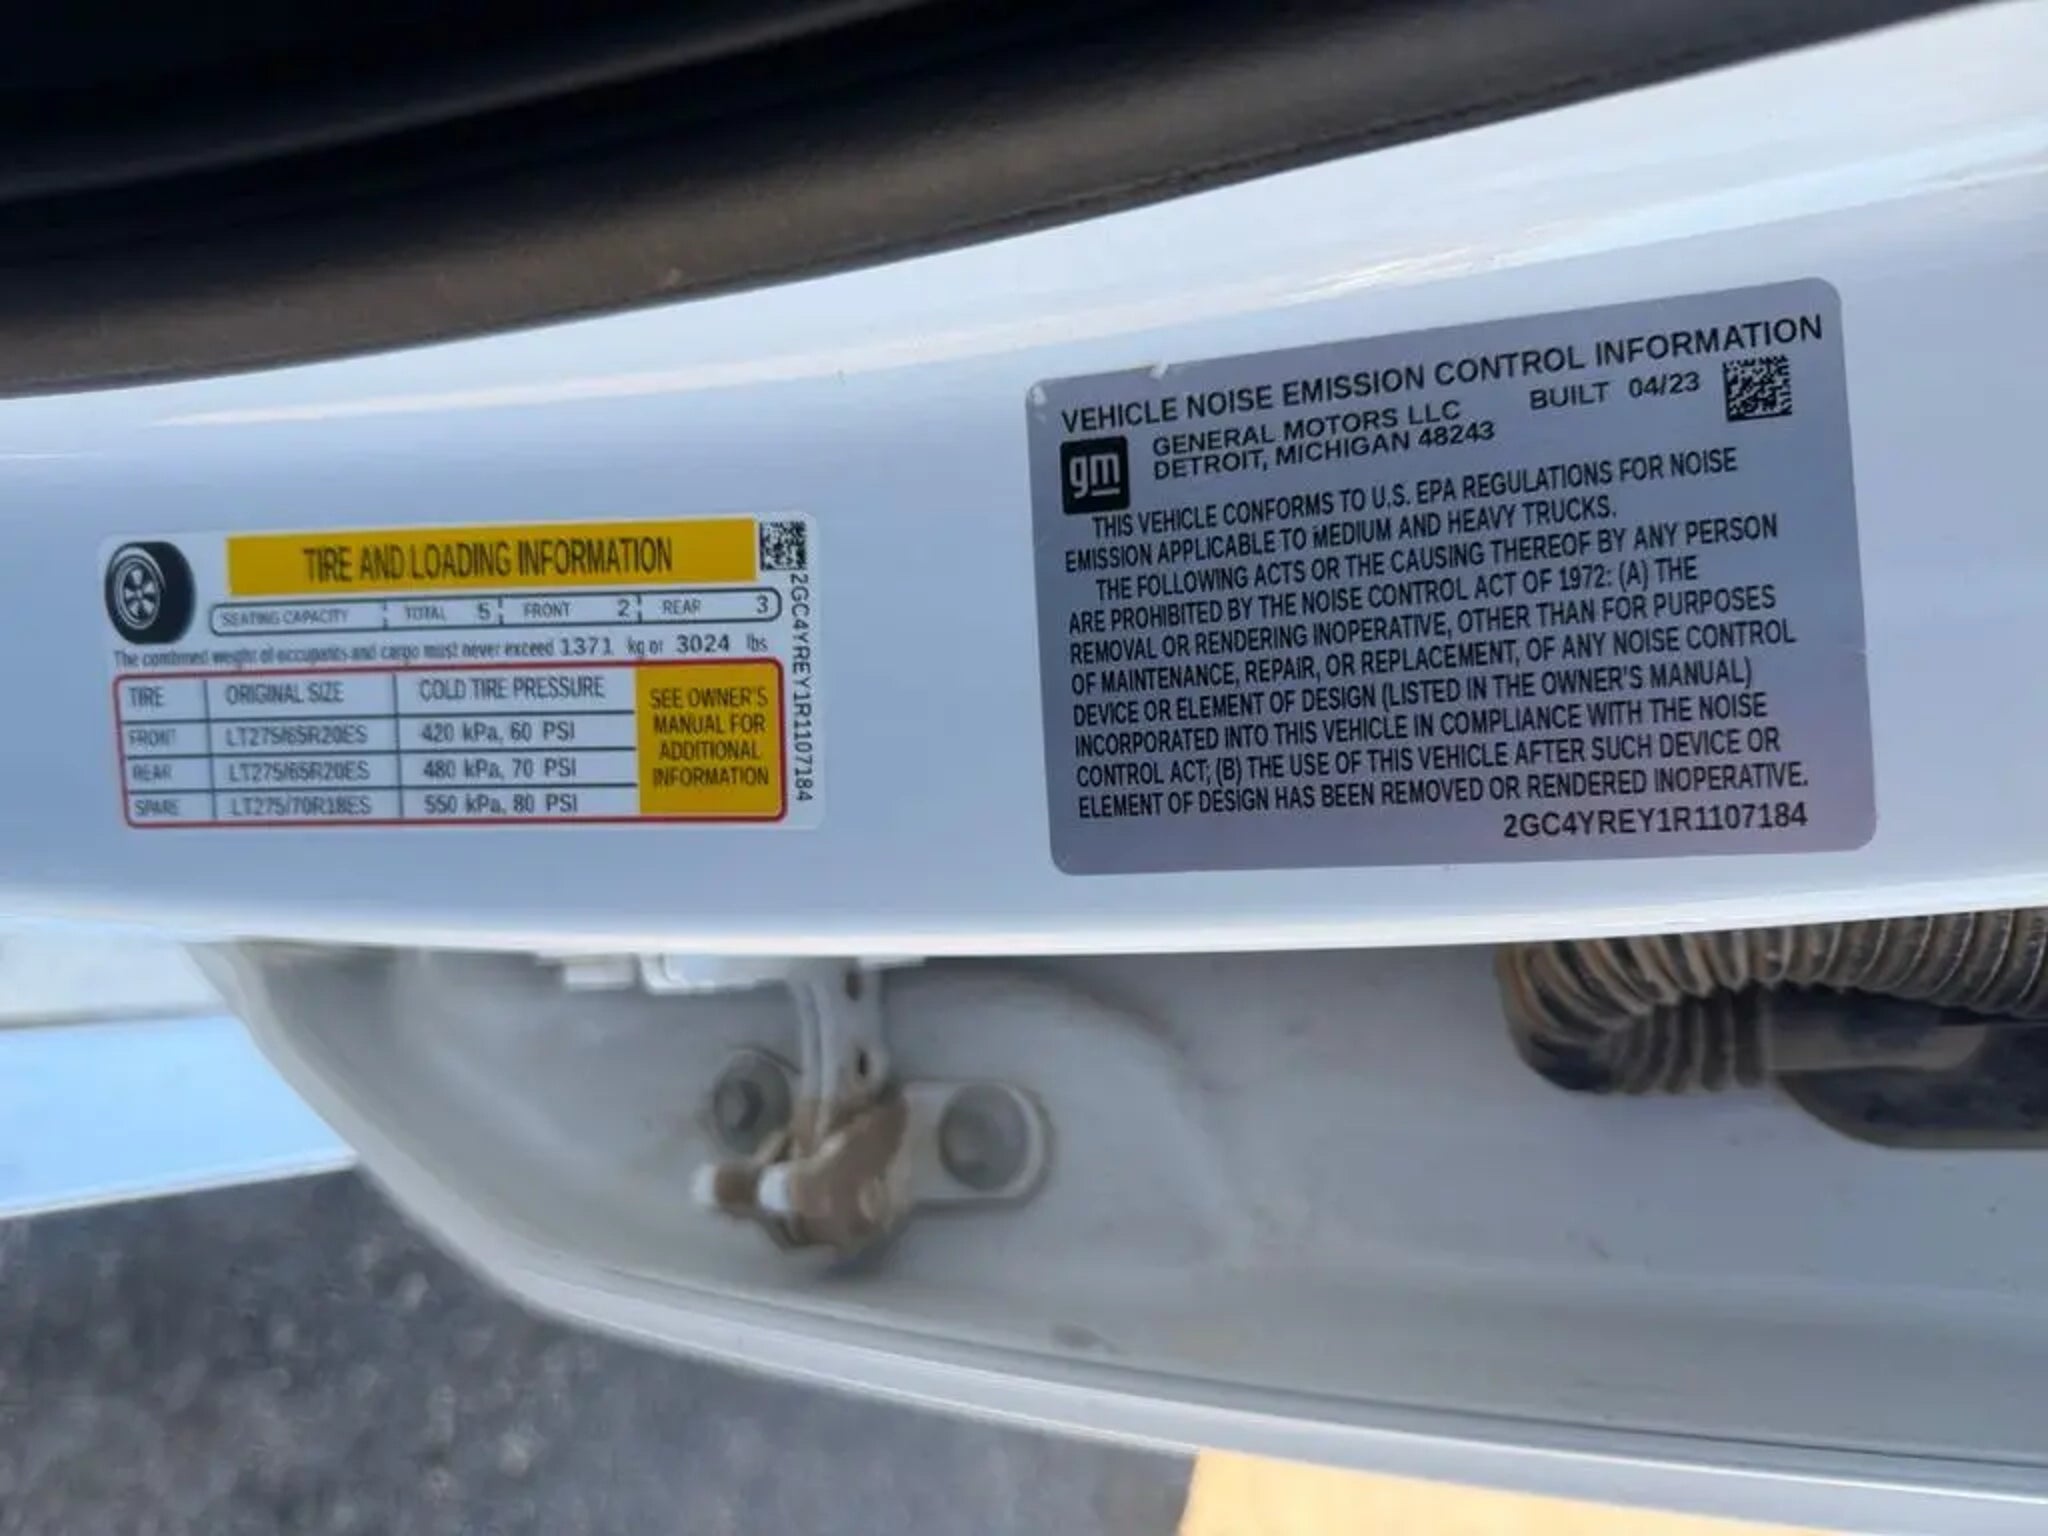 TIRE AND LOADING INFORMATION
SEATING CAPACITY TOTAL 5 FRONT 2 REAR 3
The combined weight of occupants and cargo must never exceed 1371 kg or 3024 lbs
TIRE ORIGINAL SIZE COLD TIRE PRESSURE
FRONT LT275/65R20ES 420 kPa, 60 PSI
REAR LT275/65R20ES 480 kPa, 70 PSI
SPARE LT275/70R18ES 550 kPa, 80 PSI
SEE OWNER'S
MANUAL FOR
ADDITIONAL
INFORMATION
2GC4YREY1R1107184
VEHICLE NOISE EMISSION CONTROL INFORMATION
gm
GENERAL MOTORS LLC BUILT 04/23
DETROIT, MICHIGAN 48243
THIS VEHICLE CONFORMS TO U.S. EPA REGULATIONS FOR NOISE
EMISSION APPLICABLE TO MEDIUM AND HEAVY TRUCKS.
THE FOLLOWING ACTS OR THE CAUSING THEREOF BY ANY PERSON
ARE PROHIBITED BY THE NOISE CONTROL ACT OF 1972: (A) THE
REMOVAL OR RENDERING INOPERATIVE, OTHER THAN FOR PURPOSES
OF MAINTENANCE, REPAIR, OR REPLACEMENT, OF ANY NOISE CONTROL
DEVICE OR ELEMENT OF DESIGN (LISTED IN THE OWNER'S MANUAL)
INCORPORATED INTO THIS VEHICLE IN COMPLIANCE WITH THE NOISE
CONTROL ACT; (B) THE USE OF THIS VEHICLE AFTER SUCH DEVICE OR
ELEMENT OF DESIGN HAS BEEN REMOVED OR RENDERED INOPERATIVE.
2GC4YREY1R1107184